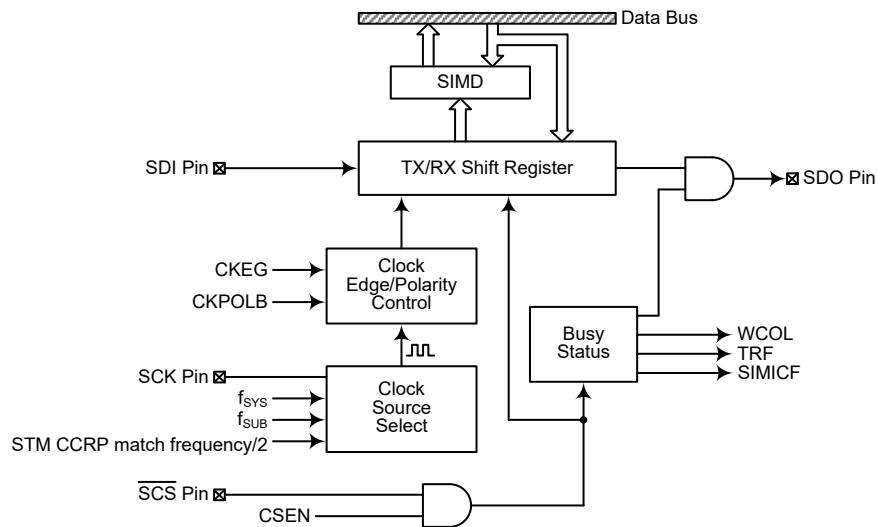 Data Bus
SIMD
SDI Pin
TX/RX Shift Register
SDO Pin
CKEG
CKPOLB
Clock
Edge/Polarity
Control
Busy
Status
WCOL
TRF
SIMICF
SCK Pin
fSYS
fSUB
STM CCRP match frequency/2
Clock
Source
Select
SCS Pin
CSEN